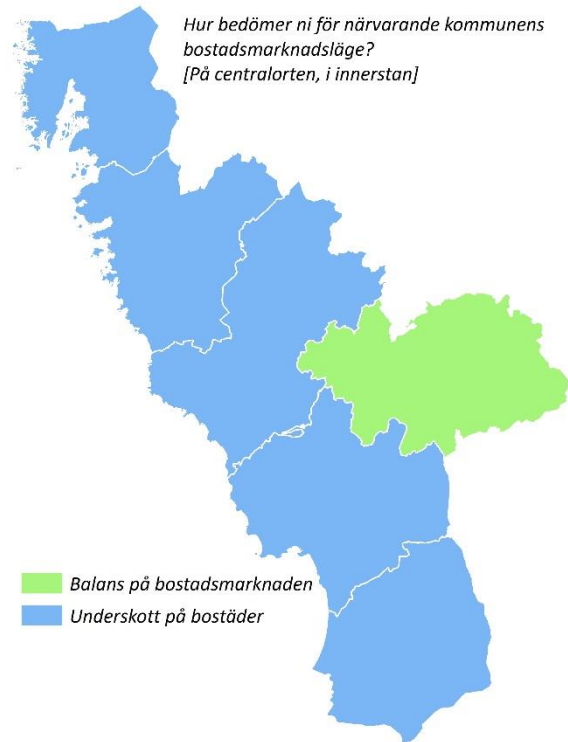 Hur bedömer ni för närvarande kommunens
bostadsmarknadsläge?
[På centralorten, i innerstan]
Balans på bostadsmarknaden
Underskott på bostäder